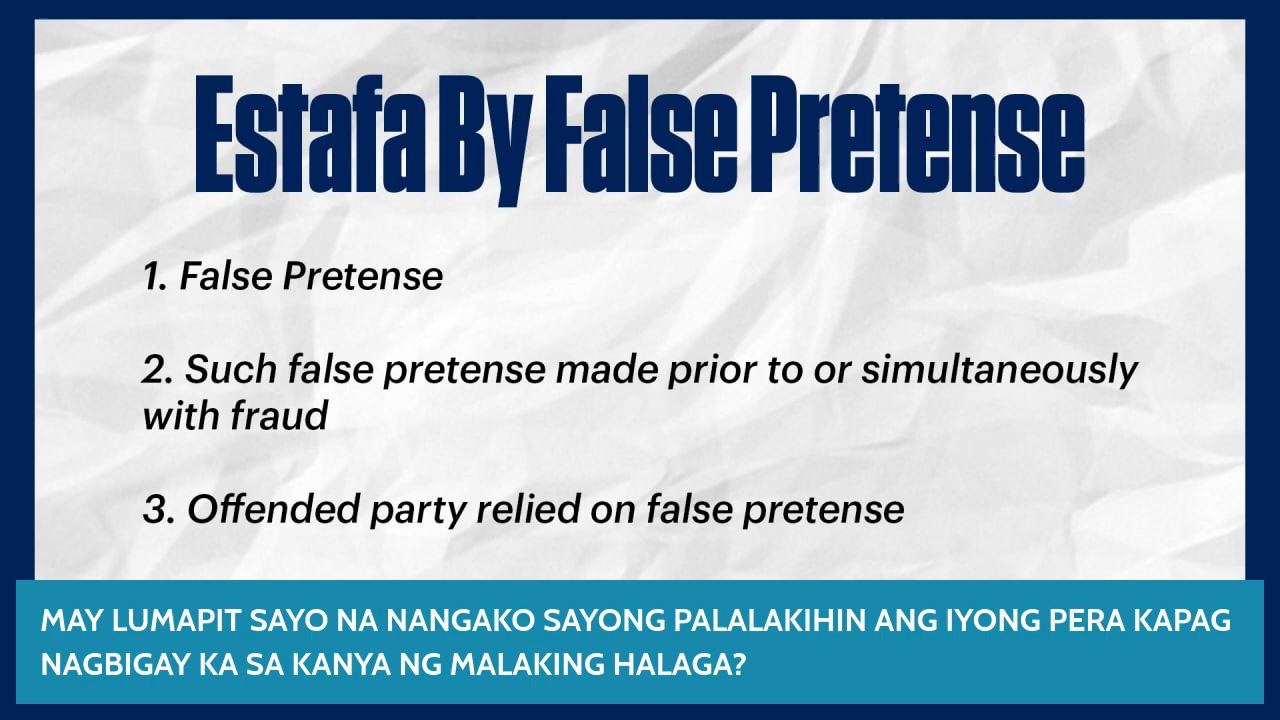 Estafa By False Pretense
1. False Pretense
2. Such false pretense made prior to or simultaneously
with fraud
3. Offended party relied on false pretense
MAY LUMAPIT SAYO NA NANGAKO SAYONG PALALAKIHIN ANG IYONG PERA KAPAG
NAGBIGAY KA SA KANYA NG MALAKING HALAGA?